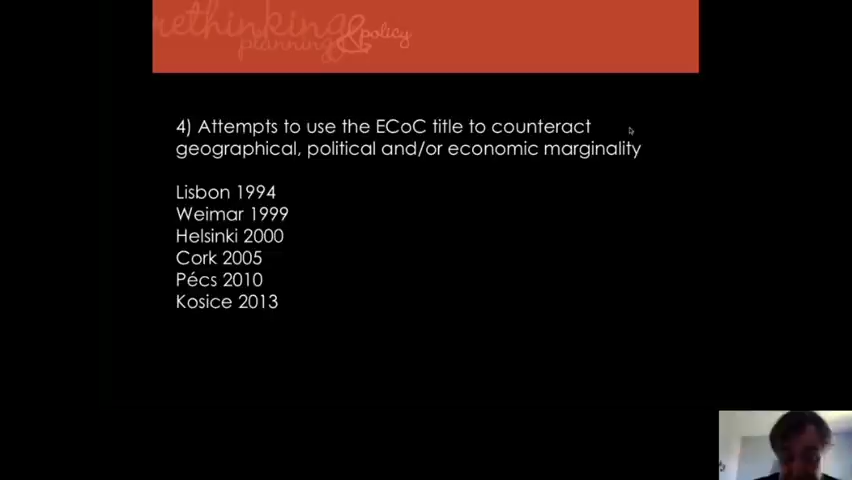 rethinking
planning & policy
4) Attempts to use the ECoC title to counteract
geographical, political and/or economic marginality
Lisbon 1994
Weimar 1999
Helsinki 2000
Cork 2005
Pécs 2010
Kosice 2013